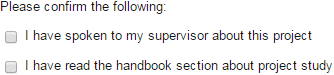 Please confirm the following:
I have spoken to my supervisor about this project
I have read the handbook section about project study